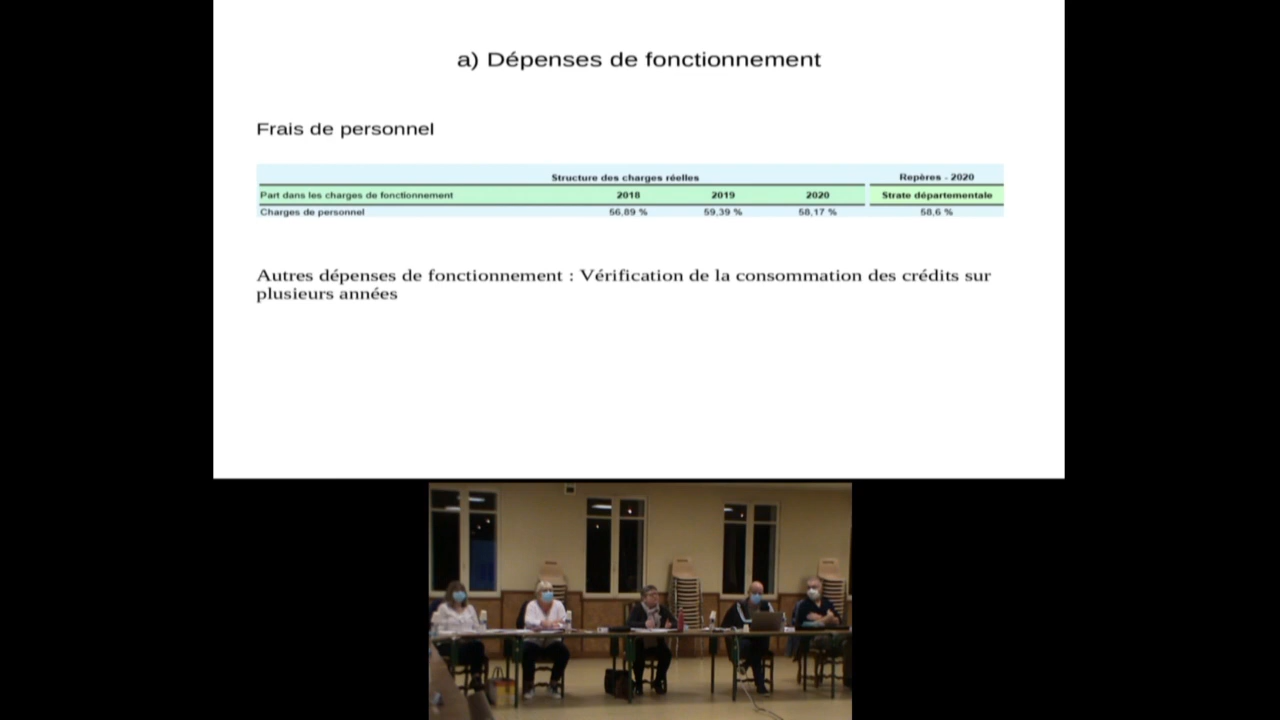 a) Dépenses de fonctionnement
Frais de personnel
Structure des charges réelles Repères - 2020
Part dans les charges de fonctionnement 2018 2019 2020 Strate départementale
Charges de personnel 56,89 % 59,39 % 58,17 % 58,6 %
Autres dépenses de fonctionnement : Vérification de la consommation des crédits sur
plusieurs années